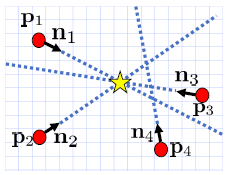 p₁
n₁
n₃
p₃
p₂ n₂
n₄ p₄